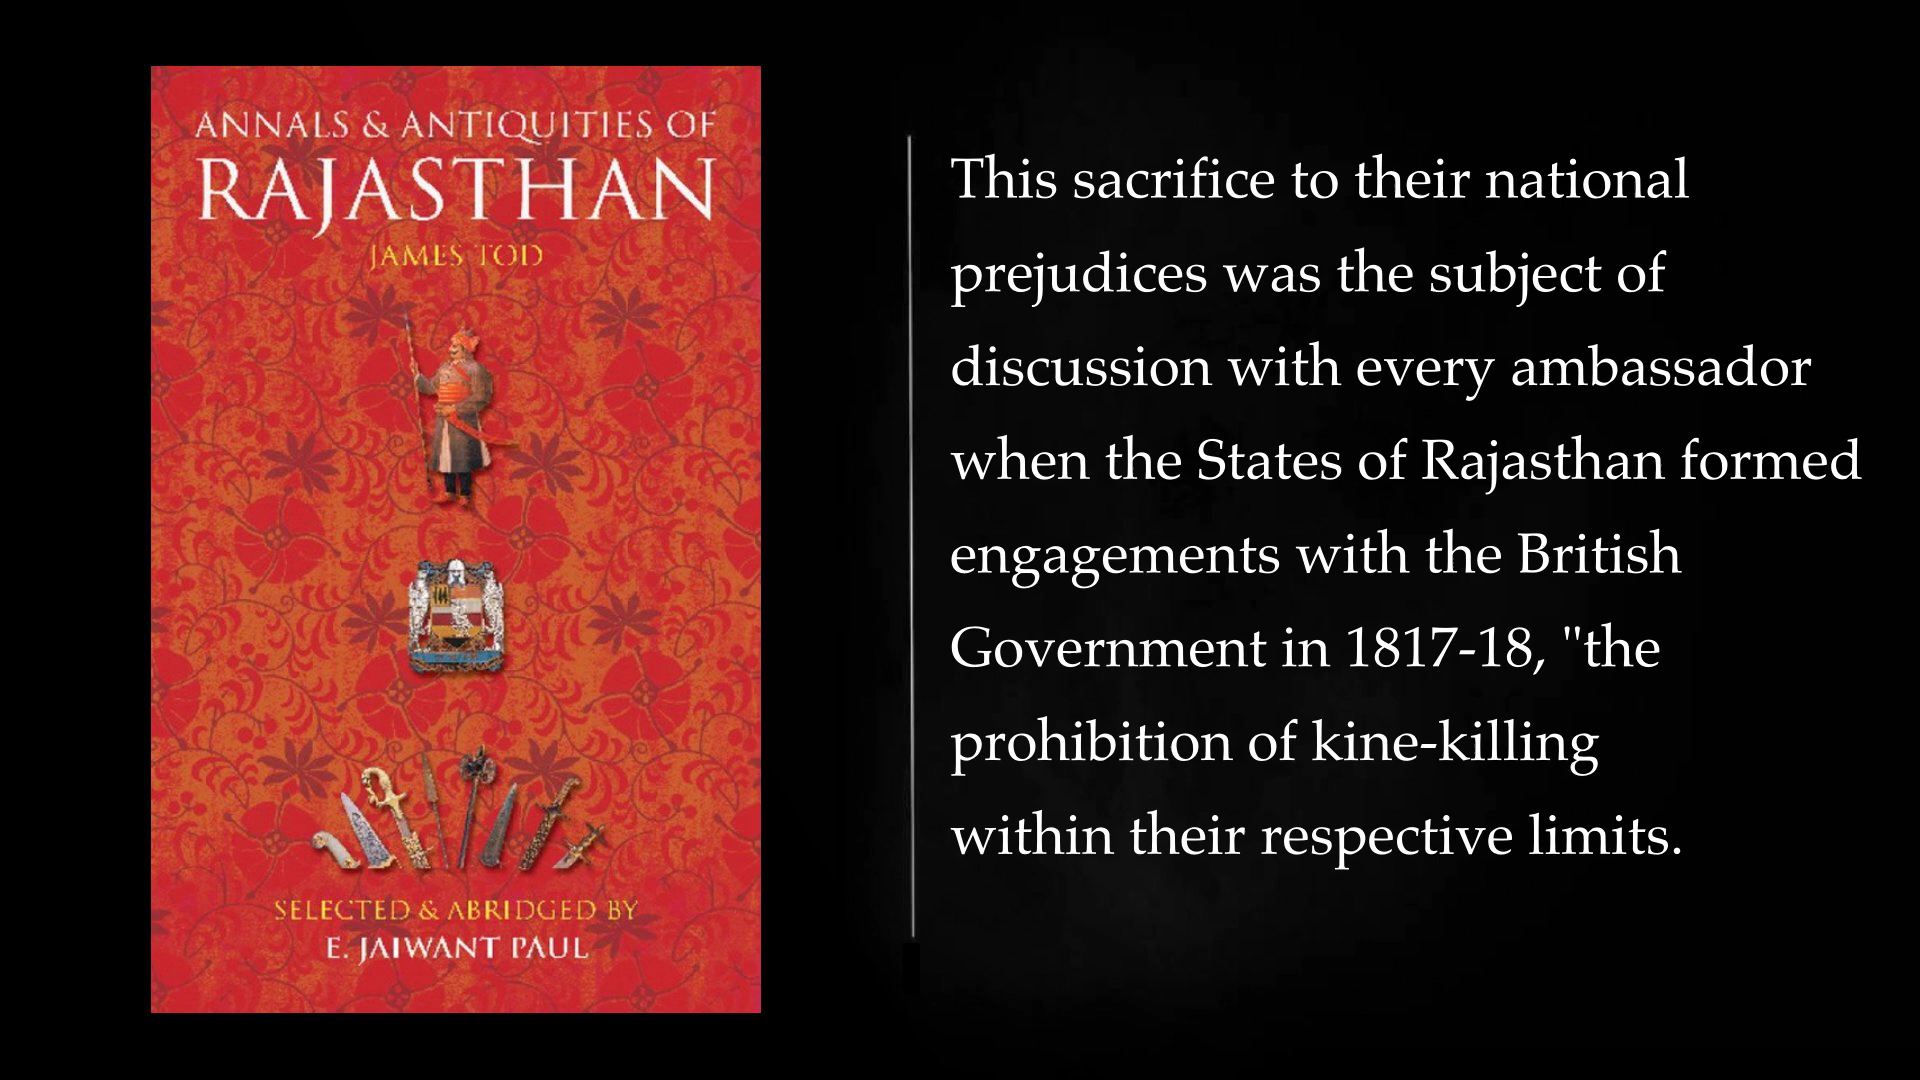 ANNALS & ANTIQUITIES OF
RAJASTHAN
JAMES TOD
SELECTED & ABRIDGED BY
E. JAIWANT PAUL
This sacrifice to their national
prejudices was the subject of
discussion with every ambassador
when the States of Rajasthan formed
engagements with the British
Government in 1817-18, "the
prohibition of kine-killing
within their respective limits.